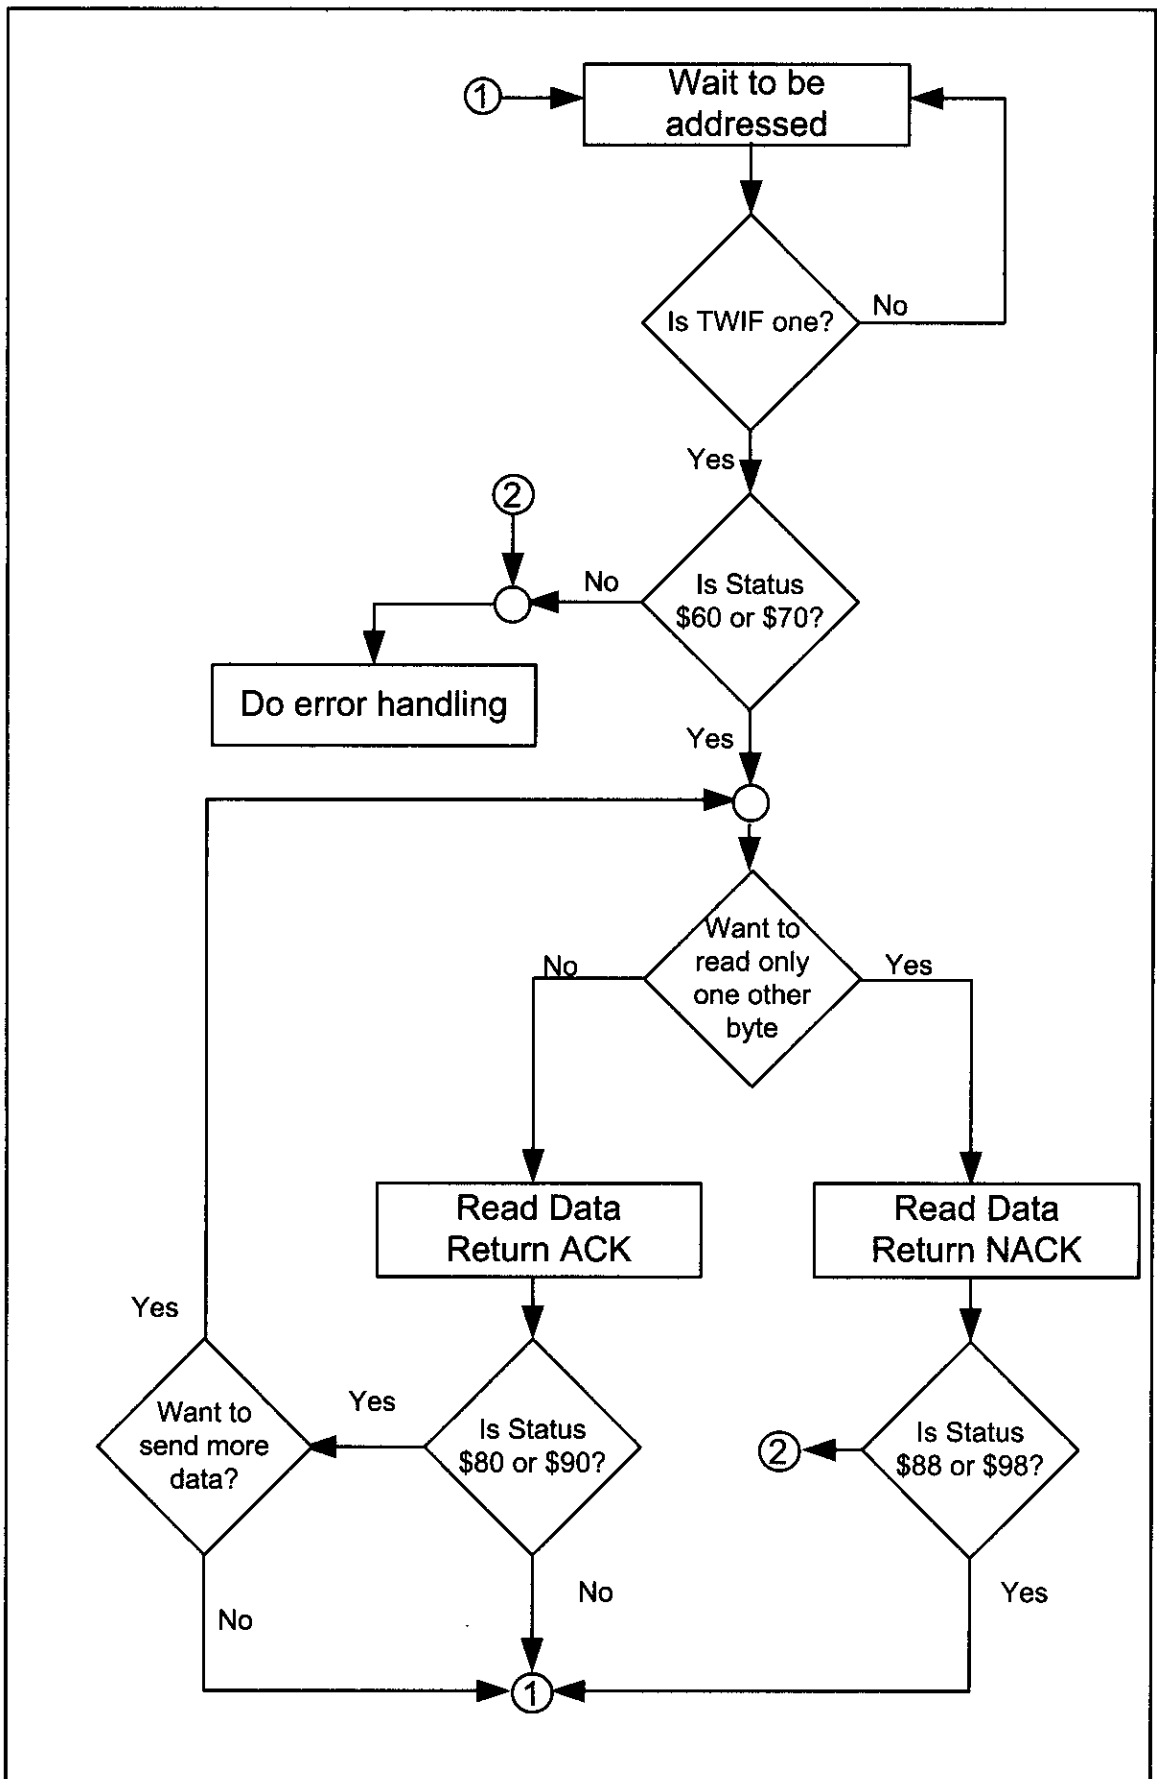 1
Wait to be
addressed
Is TWIF one?
No
Yes
2
No
Is Status
$60 or $70?
Do error handling
Yes
Want to
read only
one other
byte
No
Yes
Read Data
Return ACK
Read Data
Return NACK
Yes
Want to
send more
data?
Yes
Is Status
$80 or $90?
2
Is Status
$88 or $98?
No
No
Yes
1